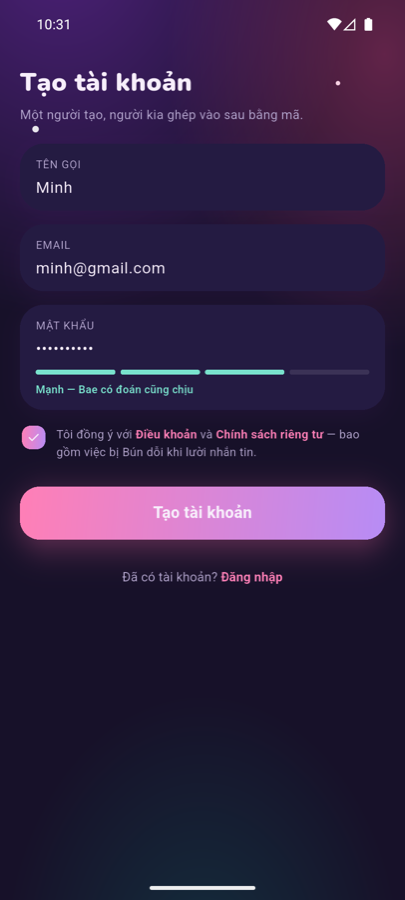 10:31
Tạo tài khoản
Một người tạo, người kia ghép vào sau bằng mã.
TÊN GỌI
Minh
EMAIL
minh@gmail.com
MẬT KHẨU
••••••••••
Mạnh — Bae có đoán cũng chịu
Tôi đồng ý với Điều khoản và Chính sách riêng tư — bao
gồm việc bị Bún dỗi khi lười nhắn tin.
Tạo tài khoản
Đã có tài khoản? Đăng nhập